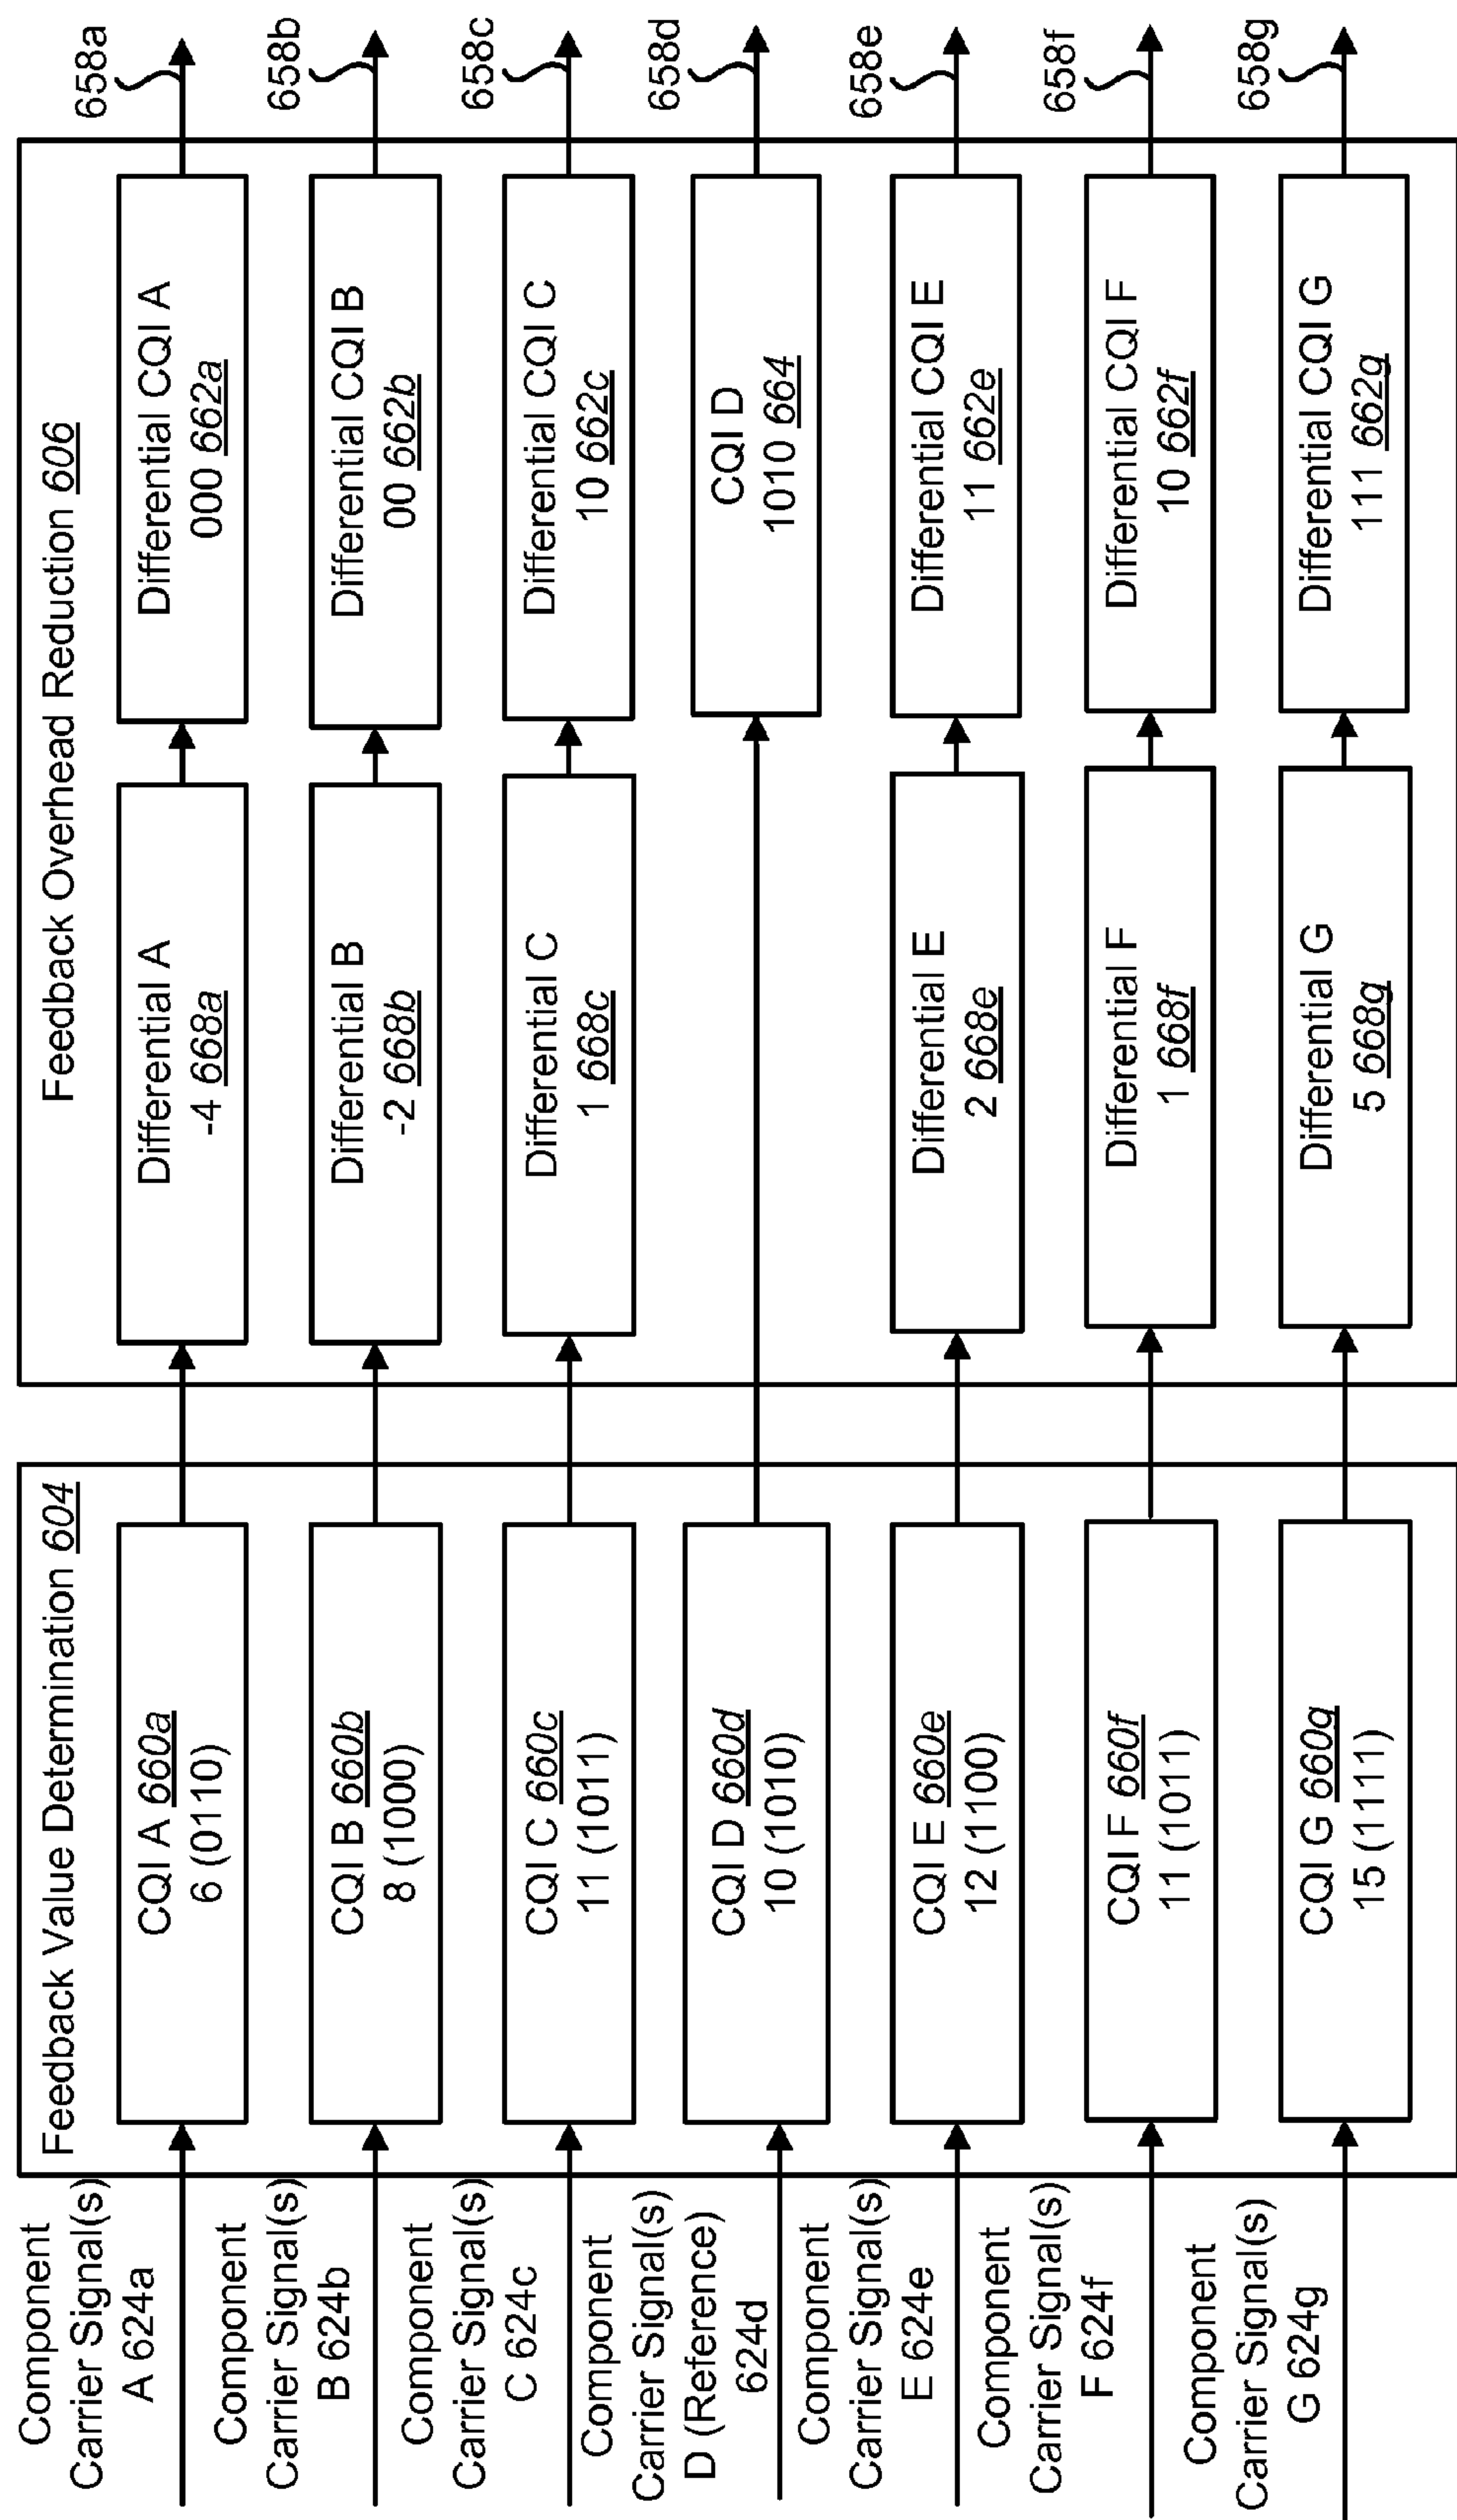 Feedback Value Determination 604
Feedback Overhead Reduction 606
Component
Carrier Signal(s)
A 624a
CQI A 660a
6 (0110)
Differential A
-4 668a
Differential CQI A
000 662a
658a
Component
Carrier Signal(s)
B 624b
CQI B 660b
8 (1000)
Differential B
-2 668b
Differential CQI B
00 662b
658b
Component
Carrier Signal(s)
C 624c
CQI C 660c
11 (1011)
Differential C
1 668c
Differential CQI C
10 662c
658c
Component
Carrier Signal(s)
D (Reference)
624d
CQI D 660d
10 (1010)
CQI D
1010 664
658d
Component
Carrier Signal(s)
E 624e
CQI E 660e
12 (1100)
Differential E
2 668e
Differential CQI E
11 662e
658e
Component
Carrier Signal(s)
F 624f
CQI F 660f
11 (1011)
Differential F
1 668f
Differential CQI F
10 662f
658f
Component
Carrier Signal(s)
G 624g
CQI G 660g
15 (1111)
Differential G
5 668g
Differential CQI G
111 662g
658g